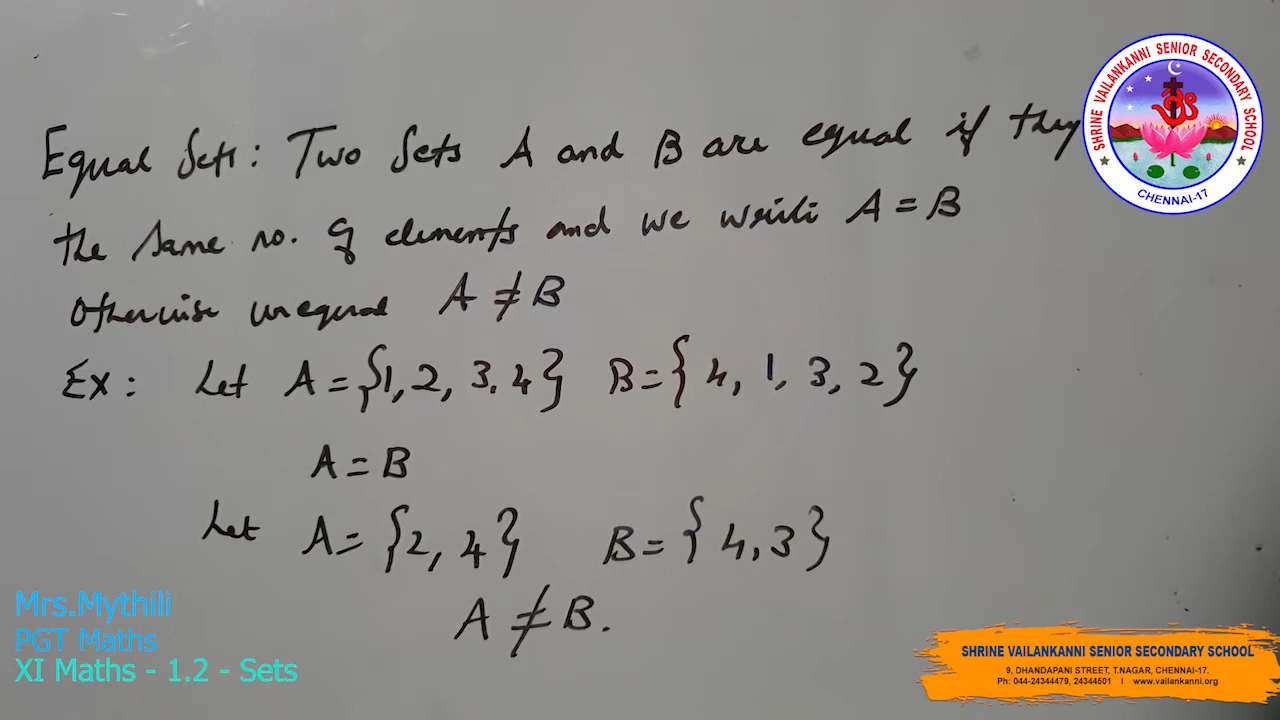 Equal Sets: Two Sets A and B are equal if they
the same no. of elements and we write A = B
Otherwise unequal A ≠ B
Ex: Let A = {1, 2, 3, 4} B = {4, 1, 3, 2}
A = B
Let A = {2, 4} B = {4, 3}
A ≠ B.
SHRINE VAILANKANNI SENIOR SECONDARY SCHOOL
CHENNAI-17
Mrs.Mythili
PGT Maths
XI Maths - 1.2 - Sets
SHRINE VAILANKANNI SENIOR SECONDARY SCHOOL
9, DHANDAPANI STREET, T.NAGAR, CHENNAI-17.
Ph: 044-24344479, 24344501 I www.vailankanni.org